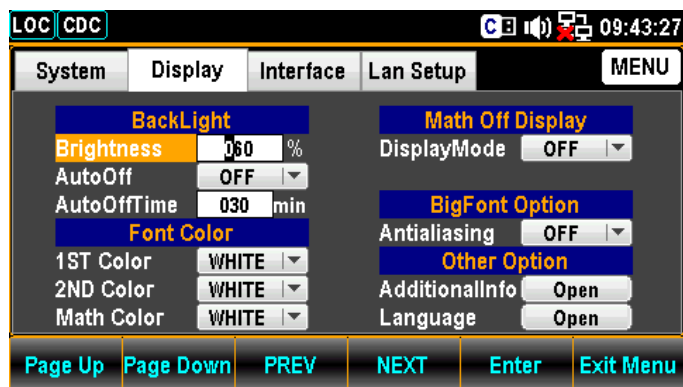 LOC CDC C 09:43:27
System Display Interface Lan Setup MENU
BackLight
Brightness 060 %
AutoOff OFF
AutoOffTime 030 min
Font Color
1ST Color WHITE
2ND Color WHITE
Math Color WHITE
Math Off Display
DisplayMode OFF
BigFont Option
Antialiasing OFF
Other Option
AdditionalInfo Open
Language Open
Page Up Page Down PREV NEXT Enter Exit Menu